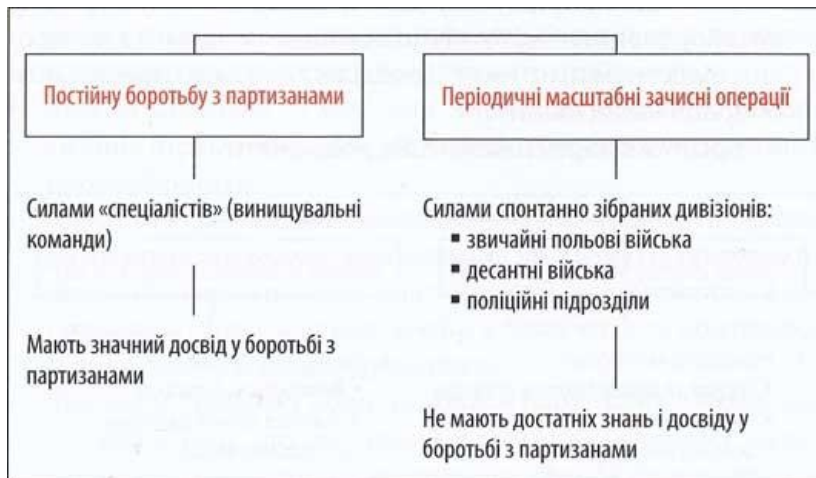 Постійну боротьбу з партизанами
Силами «спеціалістів» (винищувальні
команди)
Мають значний досвід у боротьбі з
партизанами
Періодичні масштабні зачисні операції
Силами спонтанно зібраних дивізіонів:
▪ звичайні польові війська
▪ десантні війська
▪ поліційні підрозділи
Не мають достатніх знань і досвіду у
боротьбі з партизанами